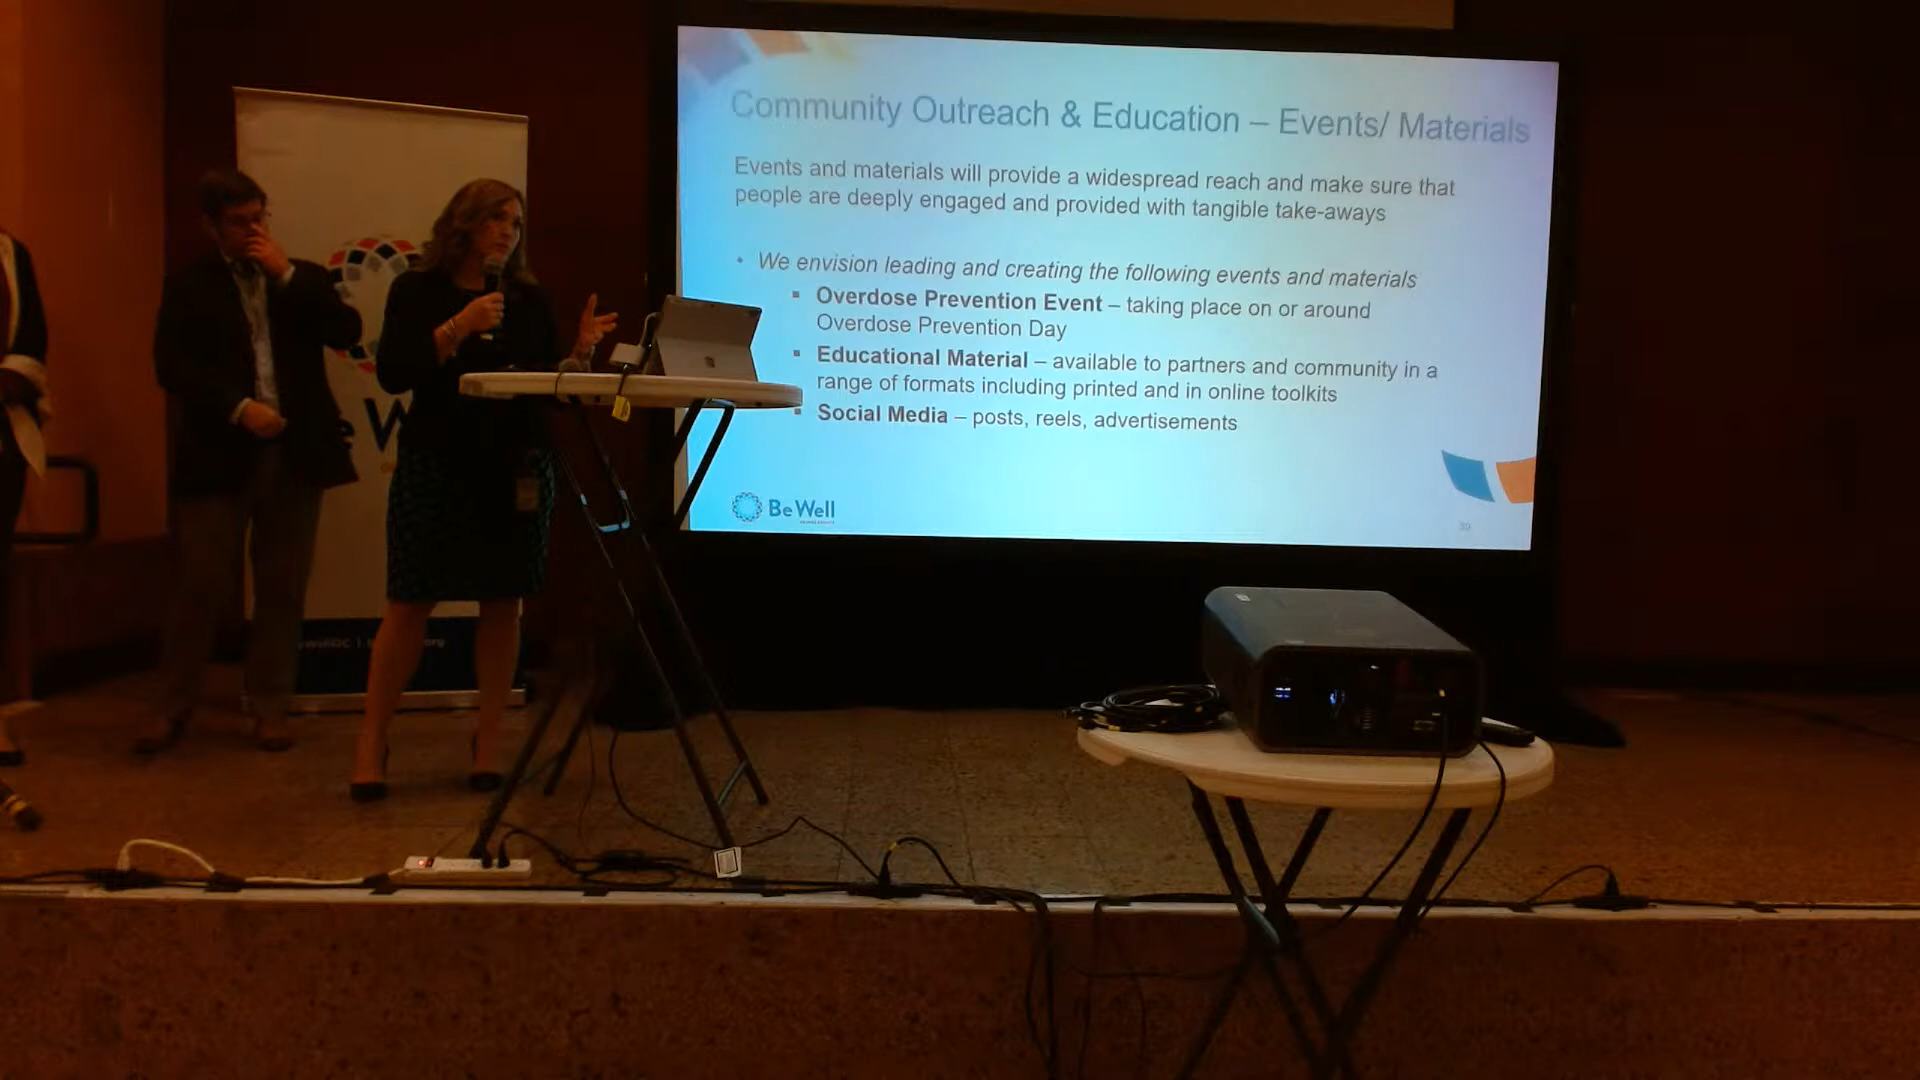 Community Outreach & Education – Events/ Materials
Events and materials will provide a widespread reach and make sure that
people are deeply engaged and provided with tangible take-aways
• We envision leading and creating the following events and materials
▪ Overdose Prevention Event – taking place on or around
Overdose Prevention Day
▪ Educational Material – available to partners and community in a
range of formats including printed and in online toolkits
▪ Social Media – posts, reels, advertisements
Be Well
30
W